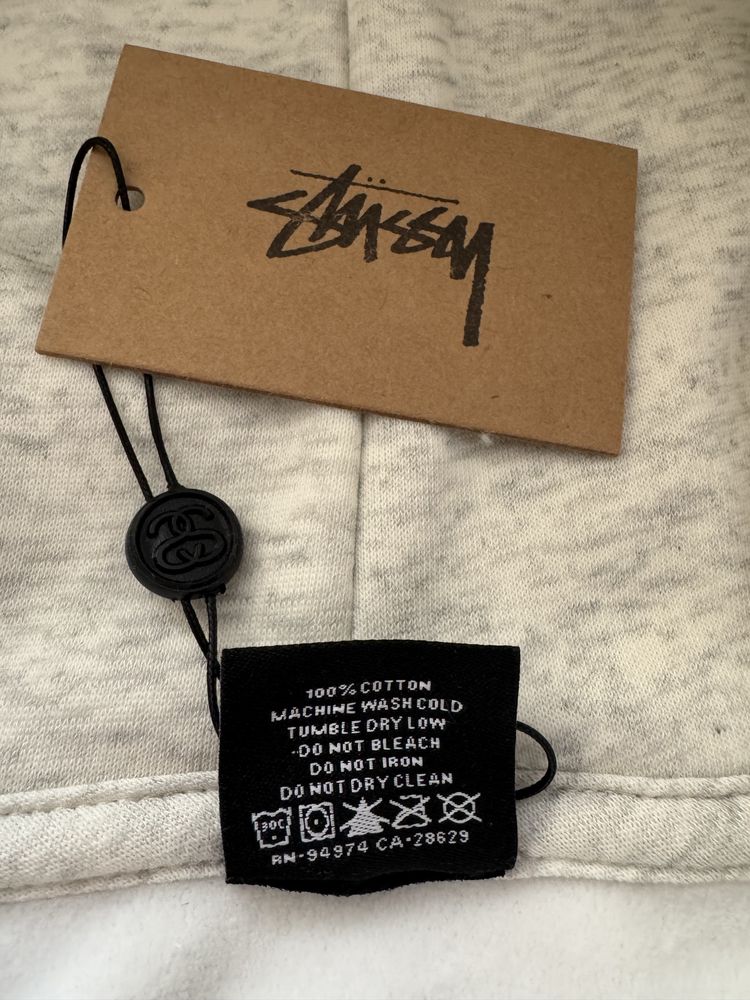 Stüssy
100% COTTON
MACHINE WASH COLD
TUMBLE DRY LOW
DO NOT BLEACH
DO NOT IRON
DO NOT DRY CLEAN
30C
RN-94974 CA-28629